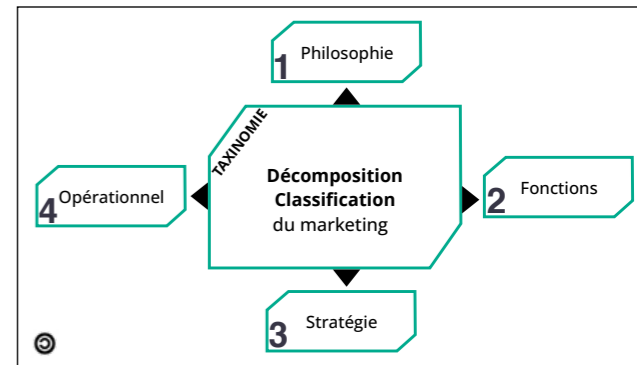 1 Philosophie
TAXINOMIE
Décomposition
Classification
du marketing
4 Opérationnel
2 Fonctions
3 Stratégie